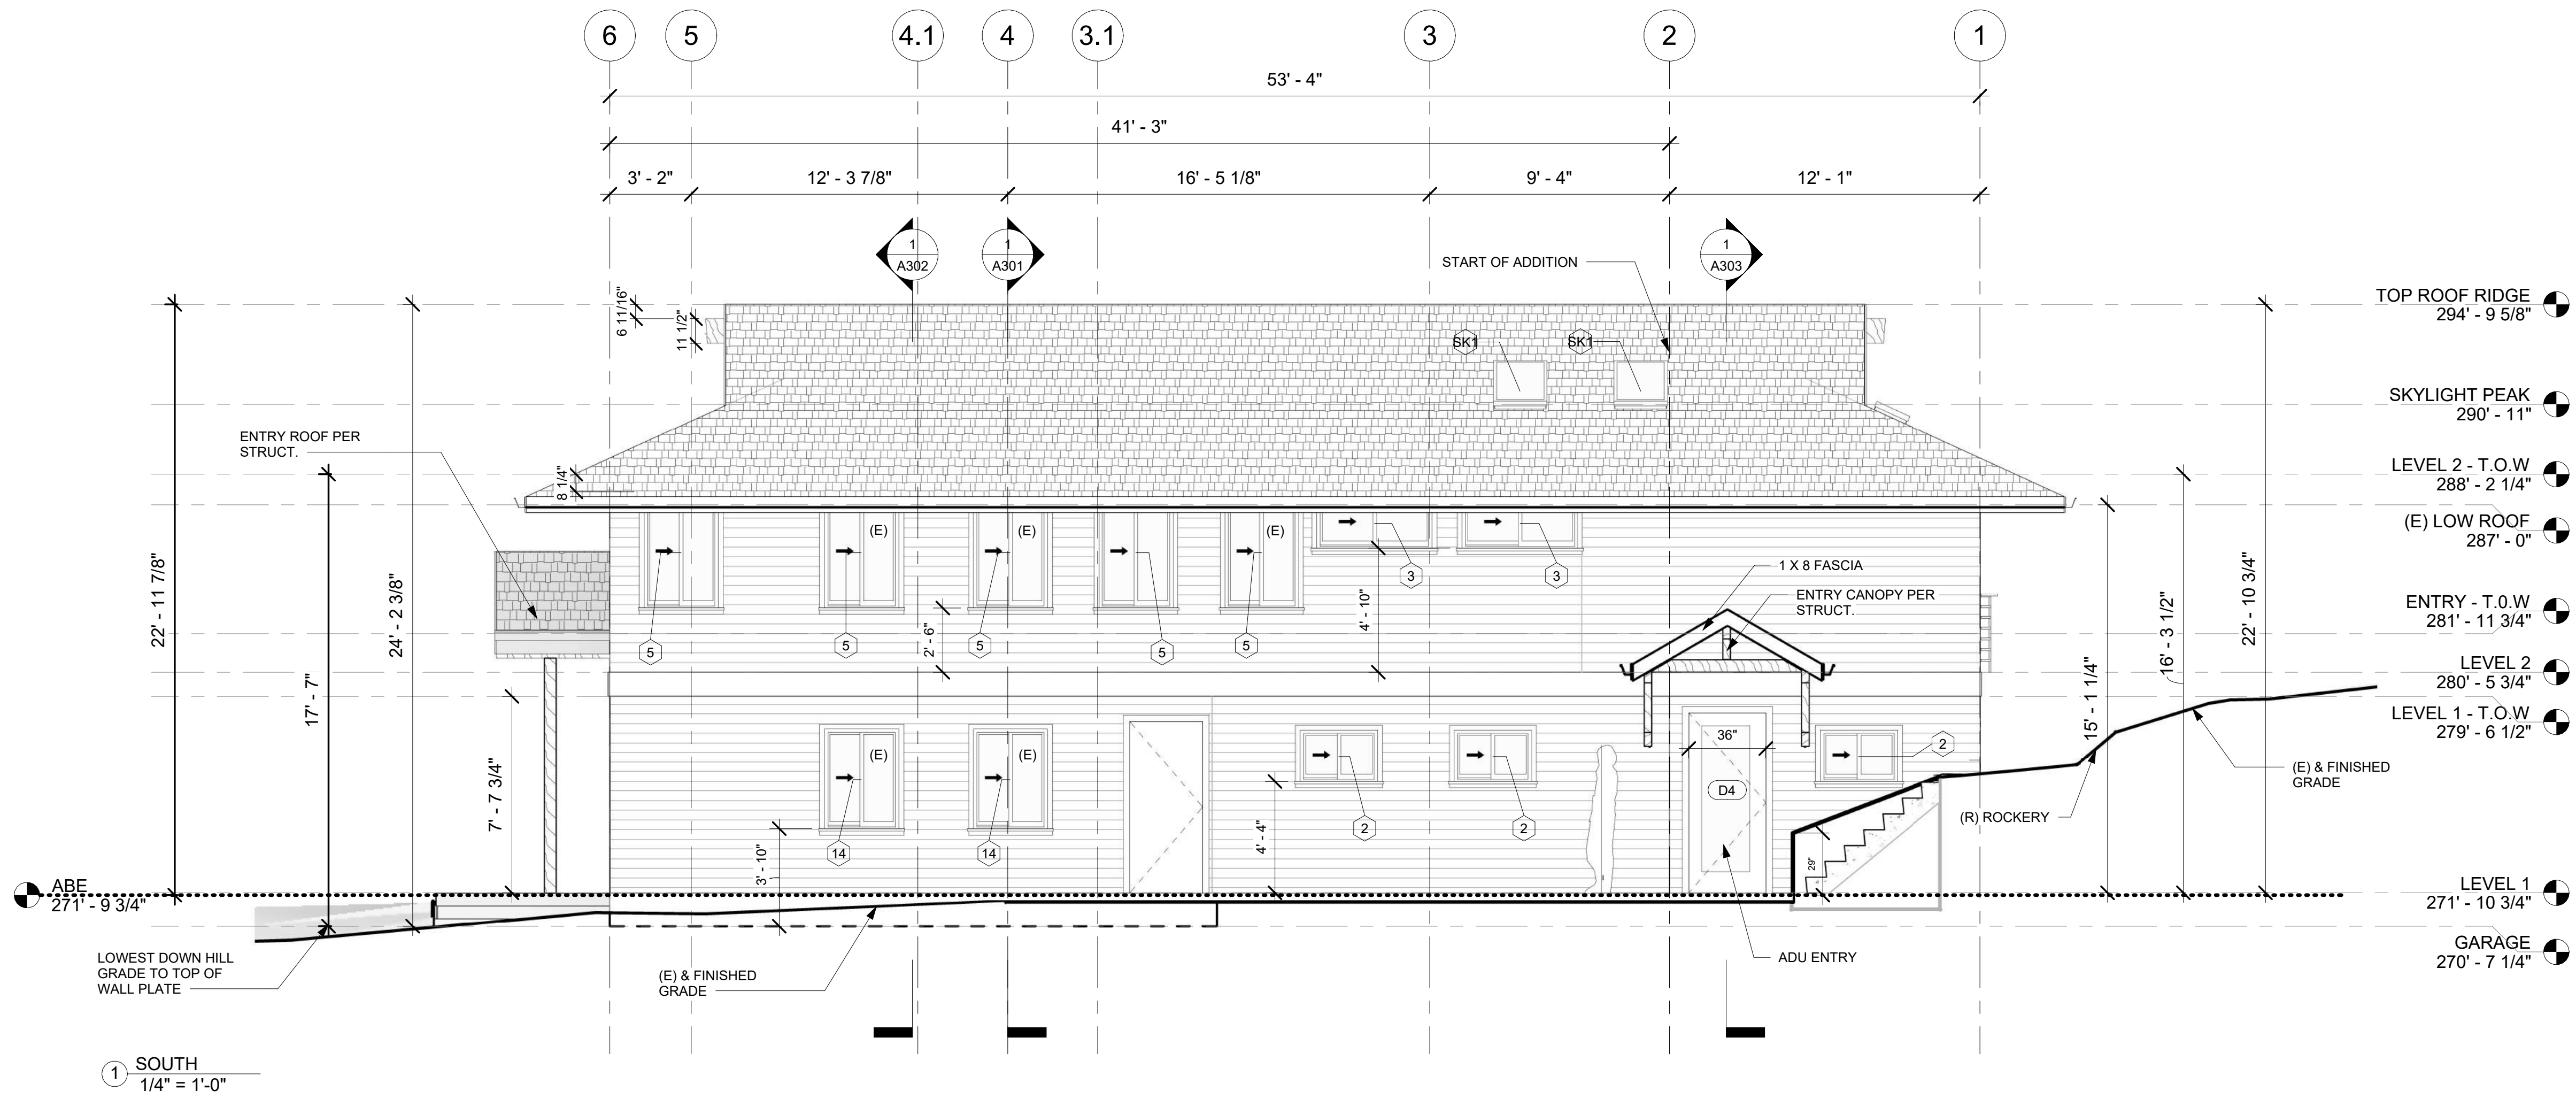 6 5 4.1 4 3.1 3 2 1
53' - 4"
41' - 3"
3' - 2" 12' - 3 7/8" 16' - 5 1/8" 9' - 4" 12' - 1"
1
A302
1
A301
1
A303
START OF ADDITION
6 11/16"
11 1/2"
SK1
SK1
TOP ROOF RIDGE
294' - 9 5/8"
SKYLIGHT PEAK
290' - 11"
LEVEL 2 - T.O.W
288' - 2 1/4"
(E) LOW ROOF
287' - 0"
ENTRY - T.0.W
281' - 11 3/4"
LEVEL 2
280' - 5 3/4"
LEVEL 1 - T.O.W
279' - 6 1/2"
LEVEL 1
271' - 10 3/4"
GARAGE
270' - 7 1/4"
ENTRY ROOF PER
STRUCT.
8 1/4"
22' - 11 7/8"
17' - 7"
24' - 2 3/8"
7' - 7 3/4"
(E) (E) (E)
5 5 5 5 5 3 3
2' - 6"
4' - 10"
1 X 8 FASCIA
ENTRY CANOPY PER
STRUCT.
15' - 1 1/4"
16' - 3 1/2"
22' - 10 3/4"
(E) (E)
14 14 2 2 2
3' - 10"
4' - 4"
36"
D4
29"
(E) & FINISHED
GRADE
(R) ROCKERY
ABE
271' - 9 3/4"
LOWEST DOWN HILL
GRADE TO TOP OF
WALL PLATE
(E) & FINISHED
GRADE
ADU ENTRY
1 SOUTH
1/4" = 1'-0"